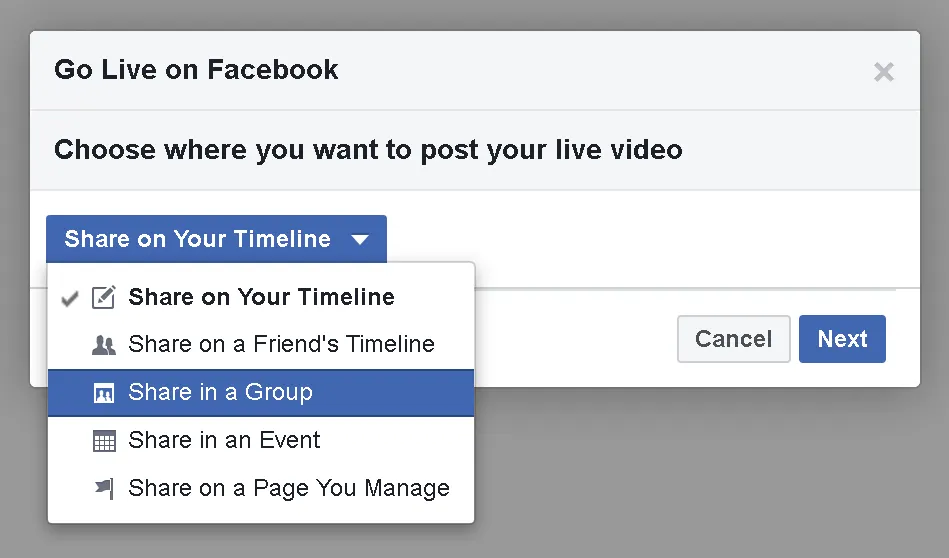 Go Live on Facebook
Choose where you want to post your live video
Share on Your Timeline
Share on Your Timeline
Share on a Friend's Timeline
Share in a Group
Share in an Event
Share on a Page You Manage
Cancel
Next